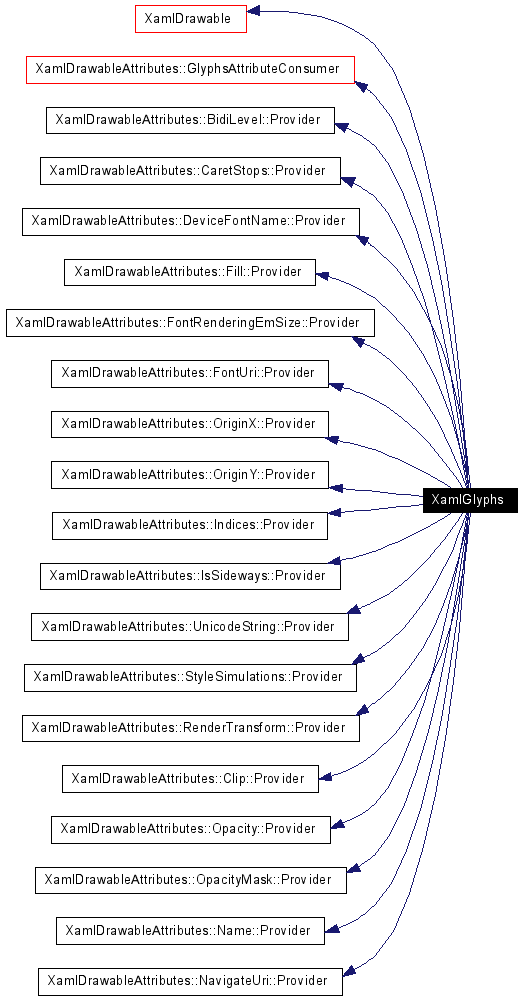 XamlDrawable
XamlDrawableAttributes::GlyphsAttributeConsumer
XamlDrawableAttributes::BidiLevel::Provider
XamlDrawableAttributes::CaretStops::Provider
XamlDrawableAttributes::DeviceFontName::Provider
XamlDrawableAttributes::Fill::Provider
XamlDrawableAttributes::FontRenderingEmSize::Provider
XamlDrawableAttributes::FontUri::Provider
XamlDrawableAttributes::OriginX::Provider
XamlDrawableAttributes::OriginY::Provider
XamlGlyphs
XamlDrawableAttributes::Indices::Provider
XamlDrawableAttributes::IsSideways::Provider
XamlDrawableAttributes::UnicodeString::Provider
XamlDrawableAttributes::StyleSimulations::Provider
XamlDrawableAttributes::RenderTransform::Provider
XamlDrawableAttributes::Clip::Provider
XamlDrawableAttributes::Opacity::Provider
XamlDrawableAttributes::OpacityMask::Provider
XamlDrawableAttributes::Name::Provider
XamlDrawableAttributes::NavigateUri::Provider